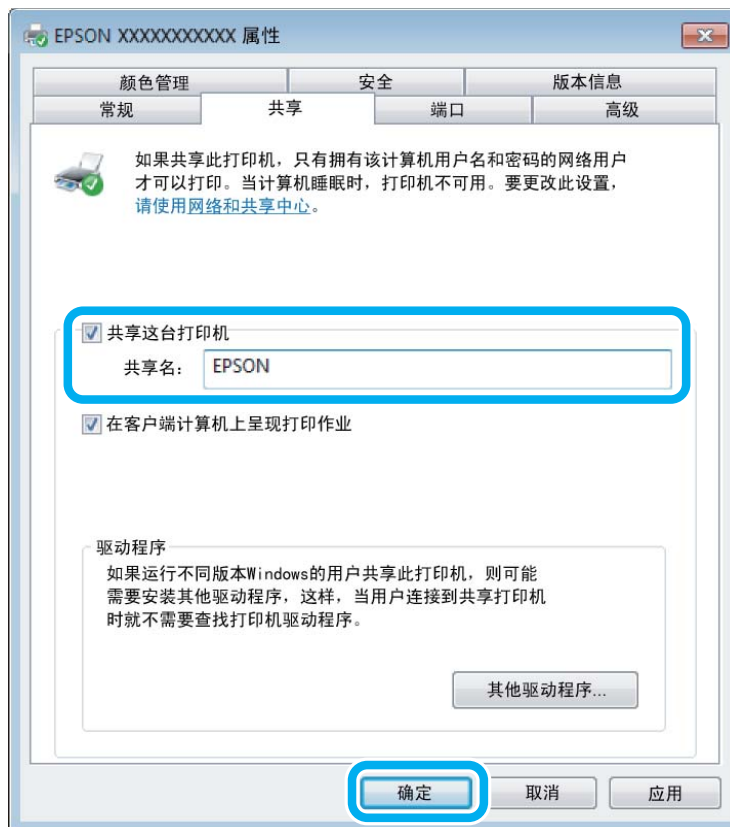 EPSON XXXXXXXXXXX 属性
颜色管理 安全 版本信息
常规 共享 端口 高级
如果共享此打印机，只有拥有该计算机用户名和密码的网络用户
才可以打印。当计算机睡眠时，打印机不可用。要更改此设置，
请使用网络和共享中心。
共享这台打印机
共享名： EPSON
在客户端计算机上呈现打印作业
驱动程序
如果运行不同版本Windows的用户共享此打印机，则可能
需要安装其他驱动程序，这样，当用户连接到共享打印机
时就不需要查找打印机驱动程序。
其他驱动程序...
确定 取消 应用